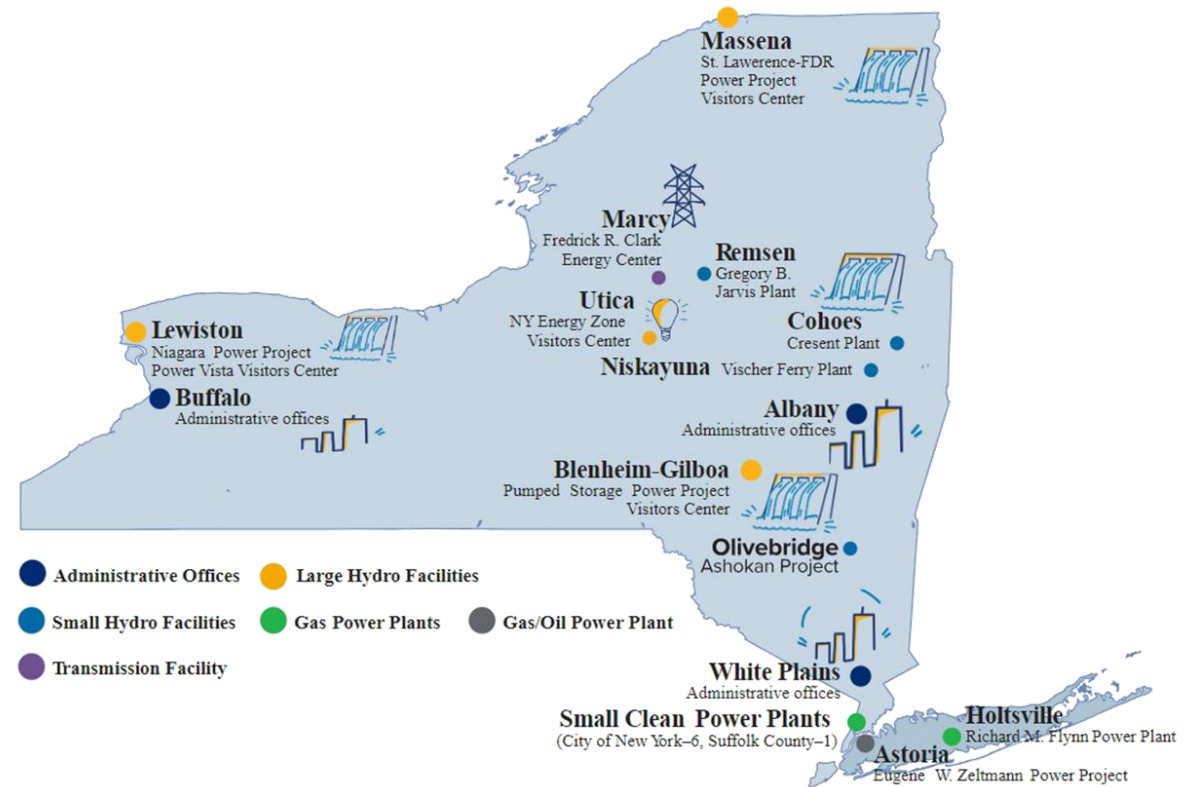 Massena
St. Lawerence-FDR
Power Project
Visitors Center
Marcy
Fredrick R. Clark
Energy Center
Remsen
Gregory B.
Jarvis Plant
Utica
NY Energy Zone
Visitors Center
Cohoes
Cresent Plant
Niskayuna Vischer Ferry Plant
Lewiston
Niagara Power Project
Power Vista Visitors Center
Buffalo
Administrative offices
Albany
Administrative offices
Blenheim-Gilboa
Pumped Storage Power Project
Visitors Center
Olivebridge
Ashokan Project
Administrative Offices
Large Hydro Facilities
Small Hydro Facilities
Gas Power Plants
Gas/Oil Power Plant
Transmission Facility
White Plains
Administrative offices
Small Clean Power Plants
(City of New York–6, Suffolk County–1)
Holtsville
Richard M. Flynn Power Plant
Astoria
Eugene W. Zeltmann Power Project